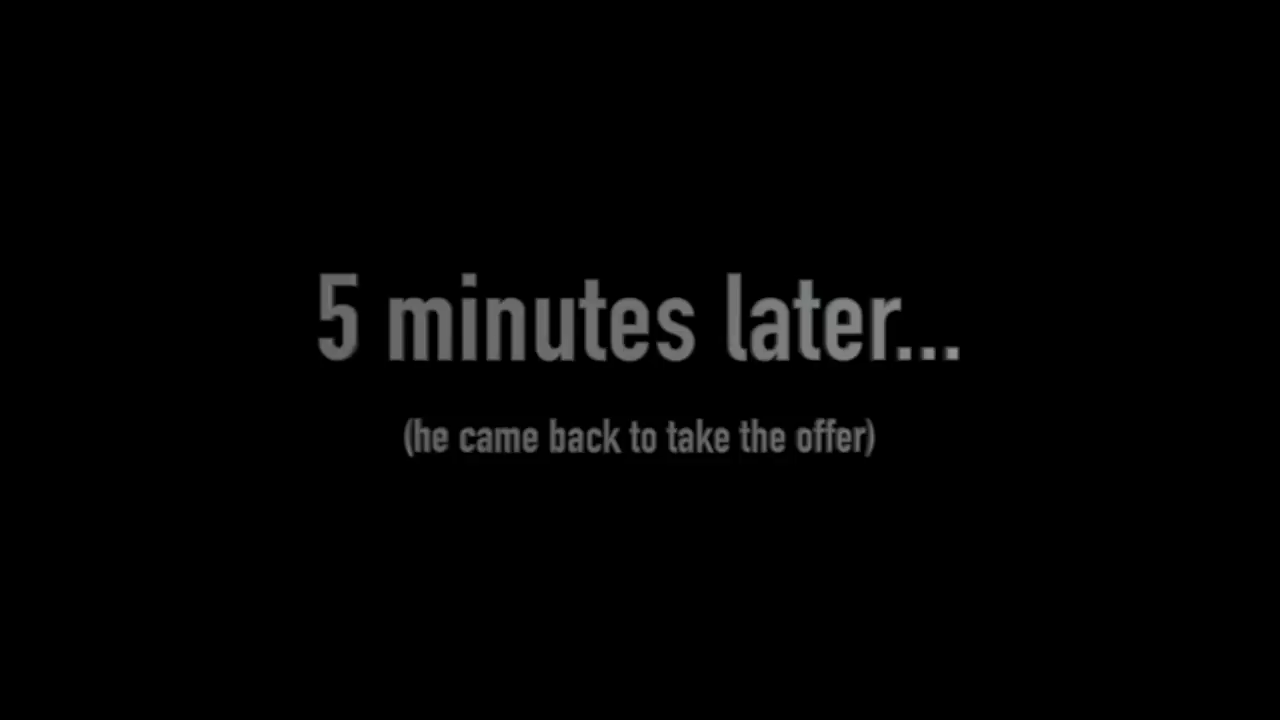 5 minutes later...
(he came back to take the offer)